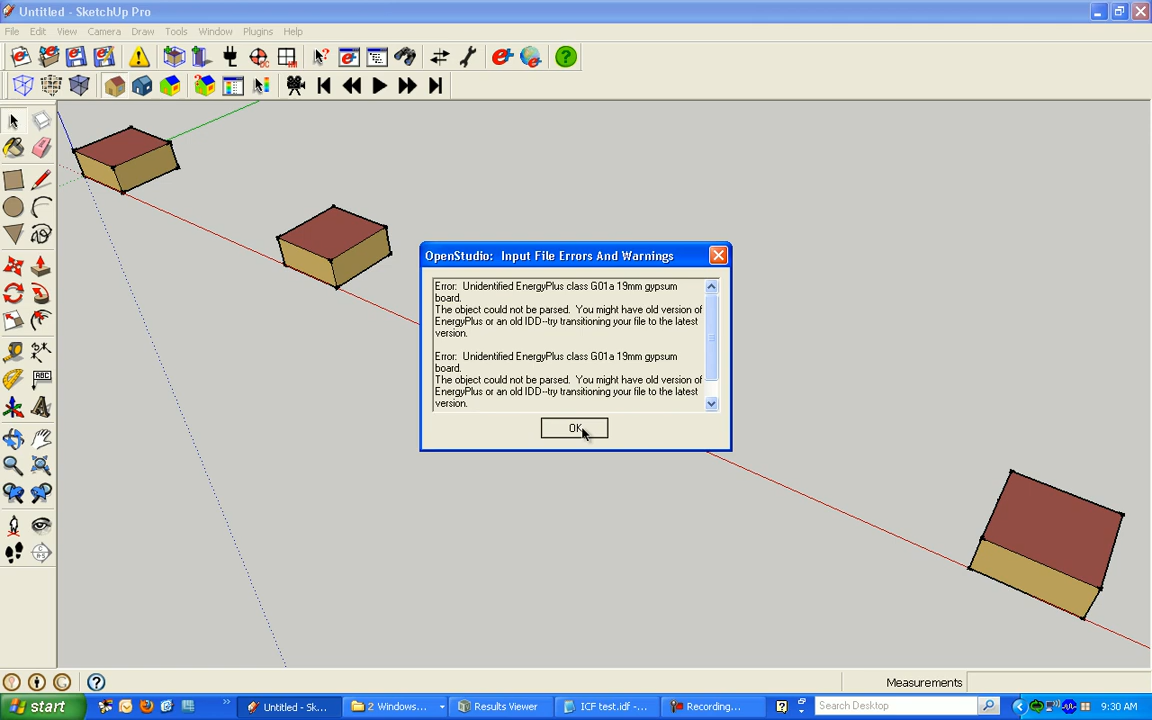 Untitled - SketchUp Pro
File Edit View Camera Draw Tools Window Plugins Help
OpenStudio: Input File Errors And Warnings
Error: Unidentified EnergyPlus class G01a 19mm gypsum
board.
The object could not be parsed. You might have old version of
EnergyPlus or an old IDD--try transitioning your file to the latest
version.
Error: Unidentified EnergyPlus class G01a 19mm gypsum
board.
The object could not be parsed. You might have old version of
EnergyPlus or an old IDD--try transitioning your file to the latest
version.
OK
ABC
Measurements
start
Untitled - Sk...
2 Windows...
Results Viewer
ICF test.idf -...
Recording...
Search Desktop
9:30 AM